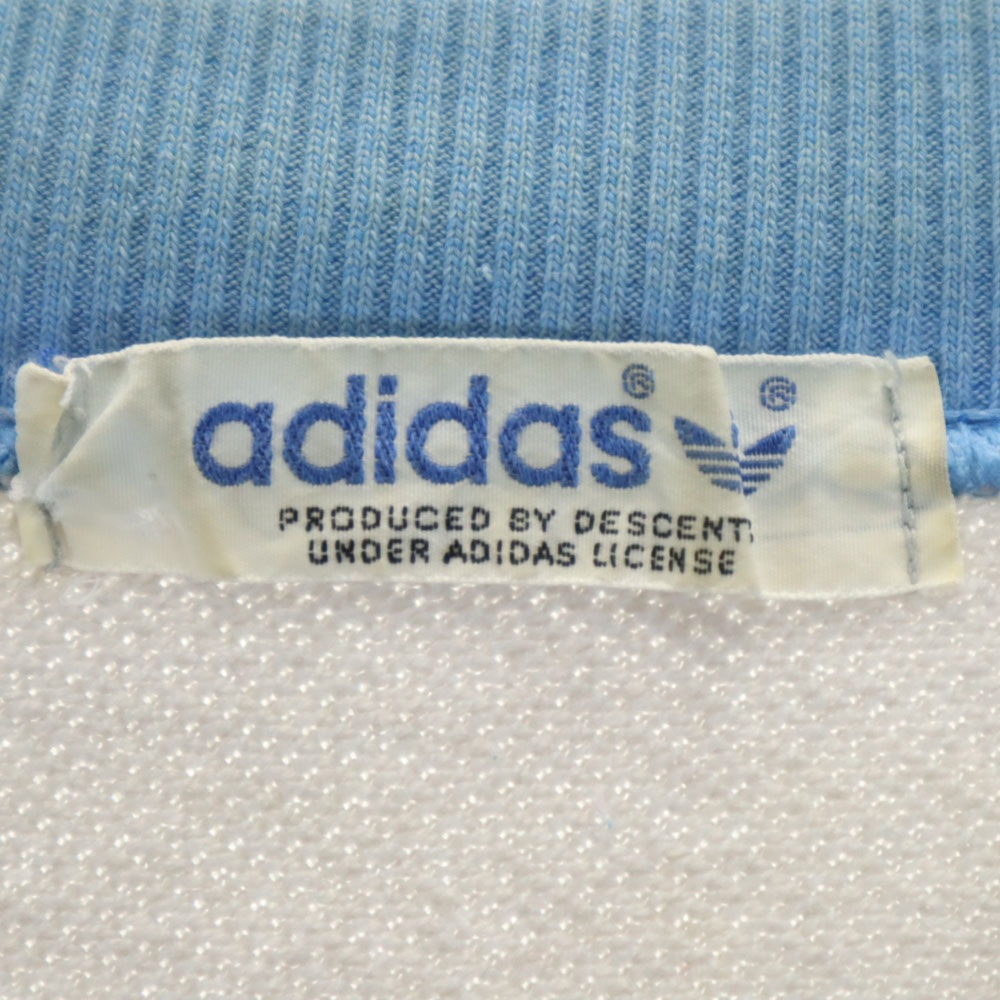 adidas® ®
PRODUCED BY DESCENT
UNDER ADIDAS LICENSE